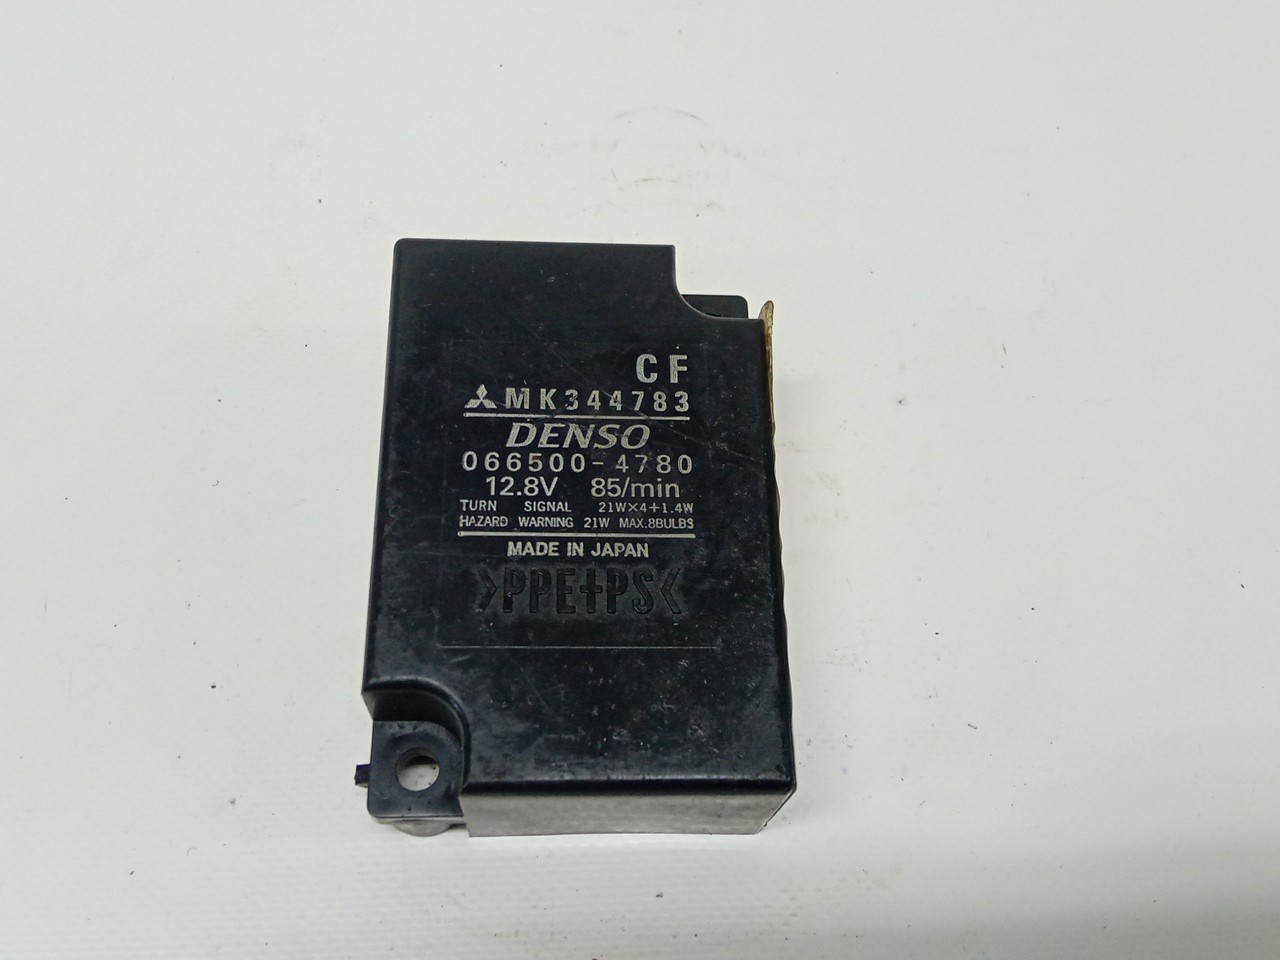 CF
MK344783
DENSO
066500-4780
12.8V 85/min
TURN SIGNAL 21W×4+1.4W
HAZARD WARNING 21W MAX.8BULBS
MADE IN JAPAN
>PPE+PS<